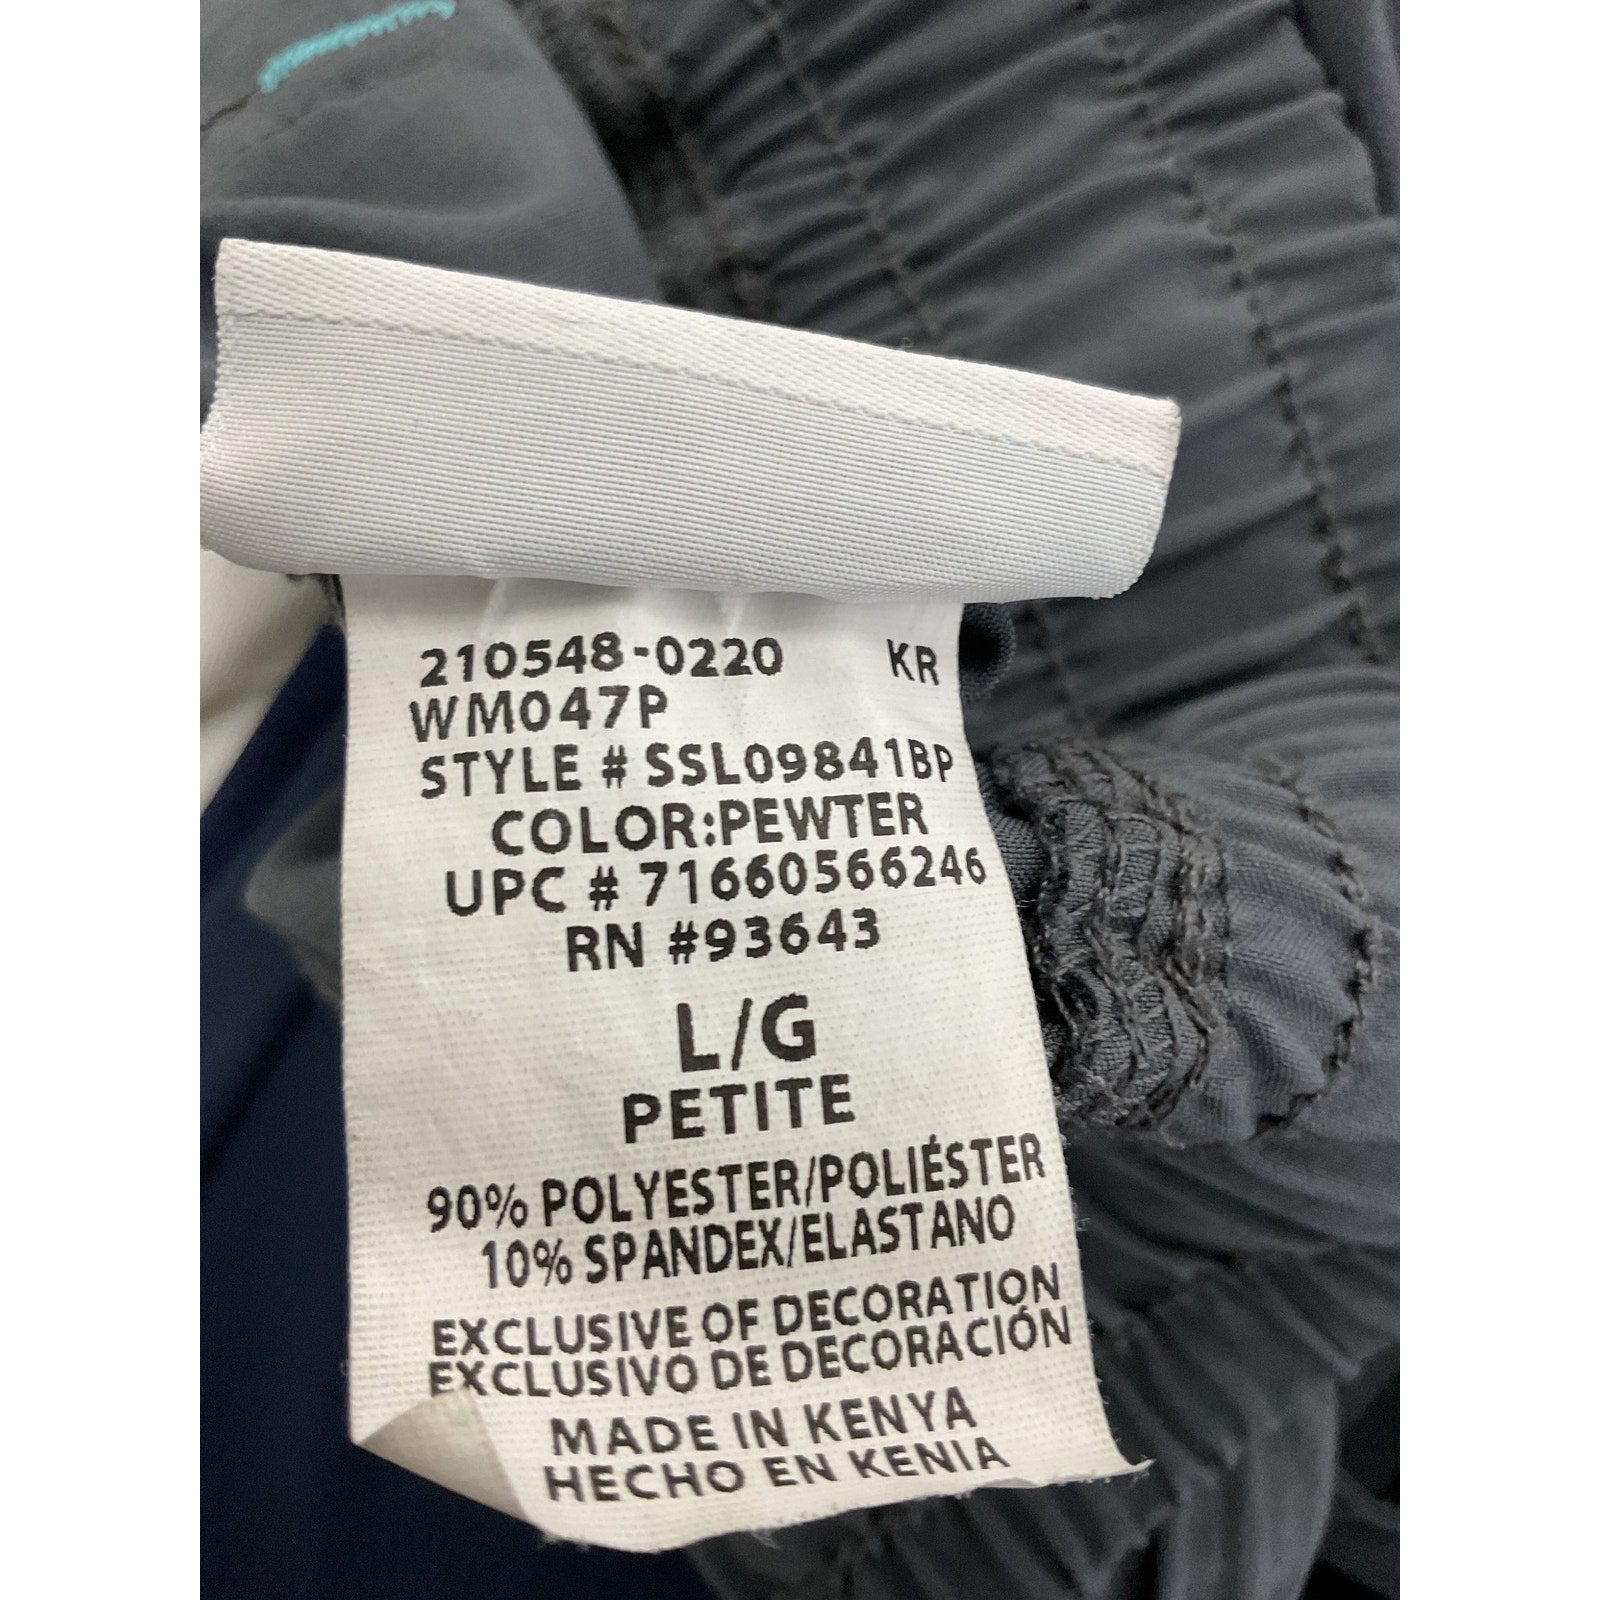 210548-0220 KR
WM047P
STYLE # SSL09841BP
COLOR:PEWTER
UPC # 71660566246
RN #93643
L/G
PETITE
90% POLYESTER/POLIÉSTER
10% SPANDEX/ELASTANO
EXCLUSIVE OF DECORATION
EXCLUSIVO DE DECORACIÓN
MADE IN KENYA
HECHO EN KENIA